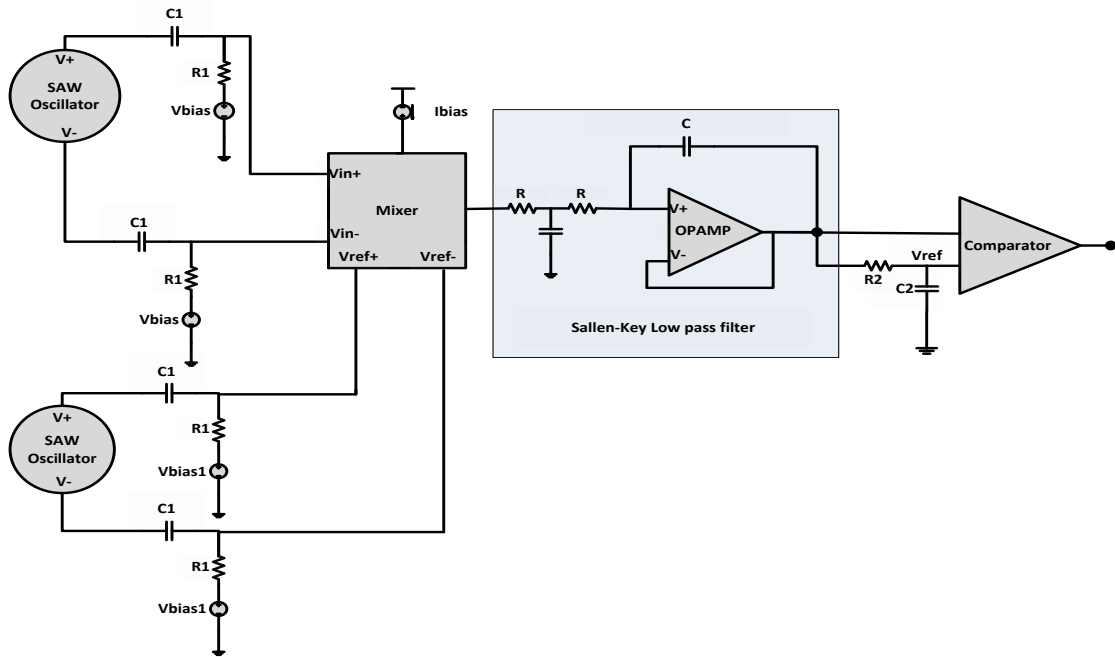 C1
V+
SAW
Oscillator
V-
R1
Vbias
Ibias
C1
R1
Vbias
Vin+
Mixer
Vin-
Vref+ Vref-
R R
C
V+
OPAMP
V-
Sallen-Key Low pass filter
Vref
R2
C2
Comparator
C1
V+
SAW
Oscillator
V-
R1
Vbias1
C1
R1
Vbias1